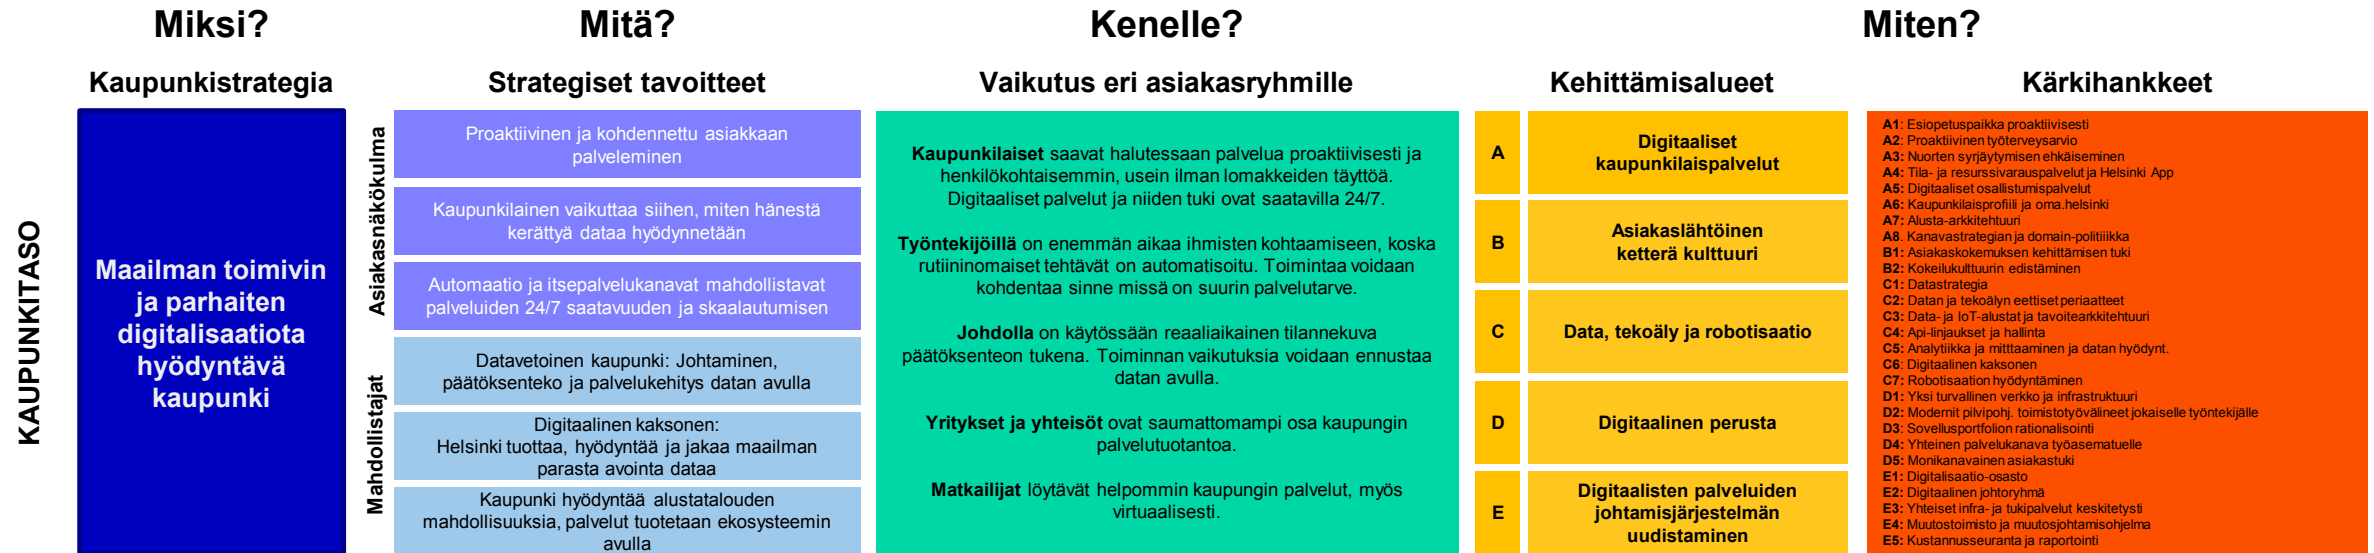 Miksi?
Mitä?
Kenelle?
Miten?
Kaupunkistrategia
Strategiset tavoitteet
Vaikutus eri asiakasryhmille
Kehittämisalueet
Kärkihankkeet
KAUPUNKITASO
Maailman toimivin
ja parhaiten
digitalisaatiota
hyödyntävä
kaupunki
Asiakasnäkökulma
Proaktiivinen ja kohdennettu asiakkaan
palveleminen
Kaupunkilainen vaikuttaa siihen, miten hänestä
kerättyä dataa hyödynnetään
Automaatio ja itsepalvelukanavat mahdollistavat
palveluiden 24/7 saatavuuden ja skaalautumisen
Mahdollistajat
Datavetoinen kaupunki: Johtaminen,
päätöksenteko ja palvelukehitys datan avulla
Digitaalinen kaksonen:
Helsinki tuottaa, hyödyntää ja jakaa maailman
parasta avointa dataa
Kaupunki hyödyntää alustatalouden
mahdollisuuksia, palvelut tuotetaan ekosysteemin
avulla
Kaupunkilaiset saavat halutessaan palvelua proaktiivisesti ja
henkilökohtaisemmin, usein ilman lomakkeiden täyttöä.
Digitaaliset palvelut ja niiden tuki ovat saatavilla 24/7.
Työntekijöillä on enemmän aikaa ihmisten kohtaamiseen, koska
rutiininomaiset tehtävät on automatisoitu. Toimintaa voidaan
kohdentaa sinne missä on suurin palvelutarve.
Johdolla on käytössään reaaliaikainen tilannekuva
päätöksenteon tukena. Toiminnan vaikutuksia voidaan ennustaa
datan avulla.
Yritykset ja yhteisöt ovat saumattomampi osa kaupungin
palvelutuotantoa.
Matkailijat löytävät helpommin kaupungin palvelut, myös
virtuaalisesti.
A
Digitaaliset
kaupunkilaispalvelut
B
Asiakaslähtöinen
ketterä kulttuuri
C
Data, tekoäly ja robotisaatio
D
Digitaalinen perusta
E
Digitaalisten palveluiden
johtamisjärjestelmän
uudistaminen
A1: Esiopetuspaikka proaktiivisesti
A2: Proaktiivinen työterveysarvio
A3: Nuorten syrjäytymisen ehkäiseminen
A4: Tila- ja resurssivarauspalvelut ja Helsinki App
A5: Digitaaliset osallistumispalvelut
A6: Kaupunkilaisprofiili ja oma.helsinki
A7: Alusta-arkkitehtuuri
A8. Kanavastrategian ja domain-politiiikka
B1: Asiakaskokemuksen kehittämisen tuki
B2: Kokeilukulttuurin edistäminen
C1: Datastrategia
C2: Datan ja tekoälyn eettiset periaatteet
C3: Data- ja IoT-alustat ja tavoitearkkitehtuuri
C4: Api-linjaukset ja hallinta
C5: Analytiikka ja mitttaaminen ja datan hyödynt.
C6: Digitaalinen kaksonen
C7: Robotisaation hyödyntäminen
D1: Yksi turvallinen verkko ja infrastruktuuri
D2: Modernit pilvipohj. toimistotyövälineet jokaiselle työntekijälle
D3: Sovellusportfolion rationalisointi
D4: Yhteinen palvelukanava työasematuelle
D5: Monikanavainen asiakastuki
E1: Digitalisaatio-osasto
E2: Digitaalinen johtoryhmä
E3: Yhteiset infra- ja tukipalvelut keskitetysti
E4: Muutostoimisto ja muutosjohtamisohjelma
E5: Kustannusseuranta ja raportointi